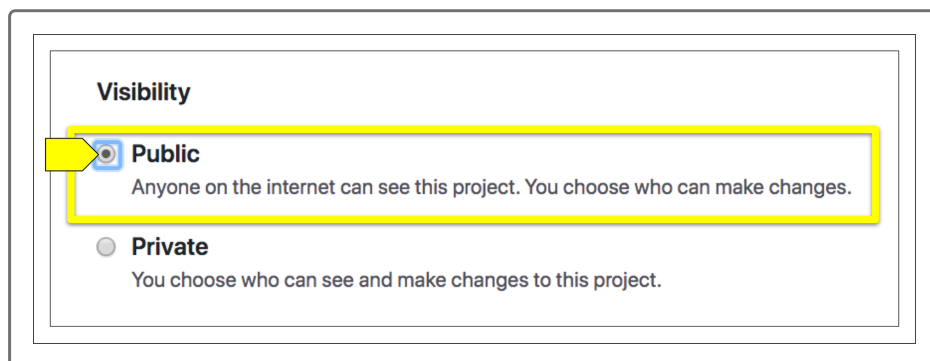 Visibility
Public
Anyone on the internet can see this project. You choose who can make changes.
Private
You choose who can see and make changes to this project.